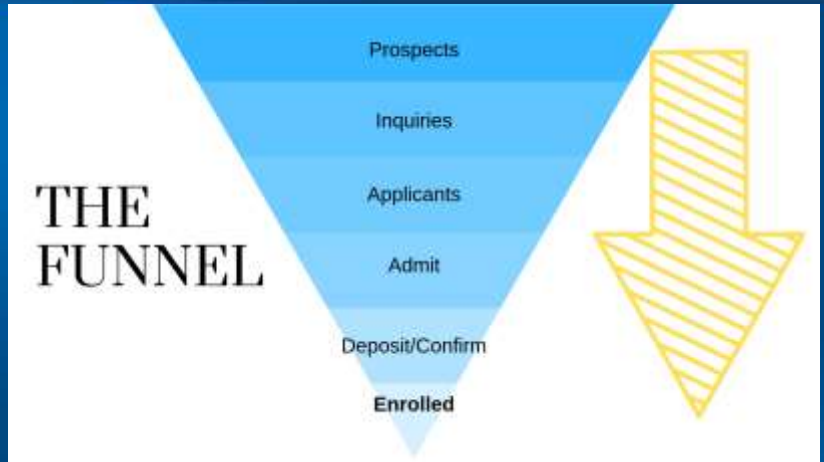 THE
FUNNEL
Prospects
Inquiries
Applicants
Admit
Deposit/Confirm
Enrolled